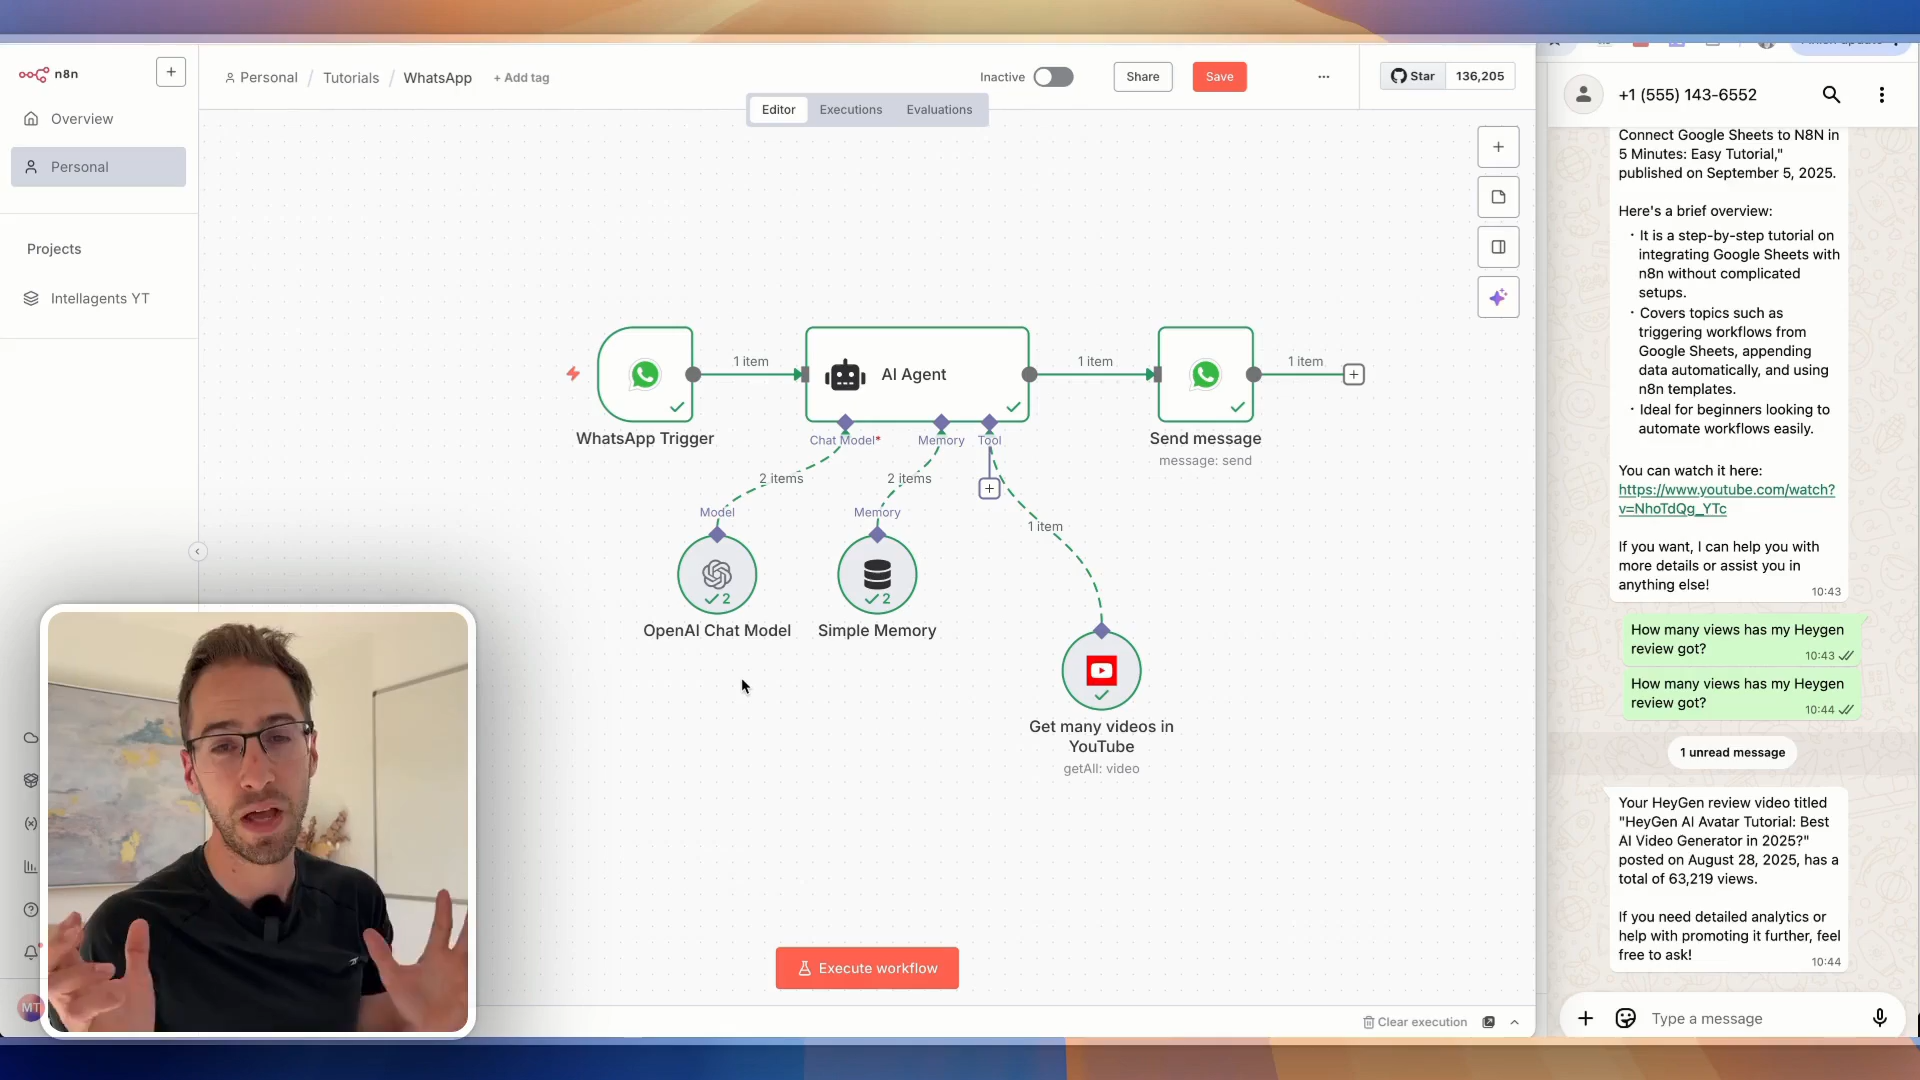 n8n
+
Overview
Personal
Projects
Intellagents YT
MT
Personal / Tutorials / WhatsApp + Add tag
Inactive
Share
Save
...
Star 136,205
Editor
Executions
Evaluations
WhatsApp Trigger
1 item
AI Agent
Chat Model*
Memory
Tool
1 item
Send message
message: send
1 item
2 items
2 items
1 item
Model
Memory
2
2
OpenAI Chat Model
Simple Memory
Get many videos in
YouTube
getAll: video
Execute workflow
Clear execution
+1 (555) 143-6552
Connect Google Sheets to N8N in
5 Minutes: Easy Tutorial,"
published on September 5, 2025.
Here's a brief overview:
· It is a step-by-step tutorial on
integrating Google Sheets with
n8n without complicated
setups.
· Covers topics such as
triggering workflows from
Google Sheets, appending
data automatically, and using
n8n templates.
· Ideal for beginners looking to
automate workflows easily.
You can watch it here:
https://www.youtube.com/watch?
v=NhoTdQg_YTc
If you want, I can help you with
more details or assist you in
anything else!
10:43
How many views has my Heygen
review got?
10:43
How many views has my Heygen
review got?
10:44
1 unread message
Your HeyGen review video titled
"HeyGen AI Avatar Tutorial: Best
AI Video Generator in 2025?"
posted on August 28, 2025, has a
total of 63,219 views.
If you need detailed analytics or
help with promoting it further, feel
free to ask!
10:44
Type a message